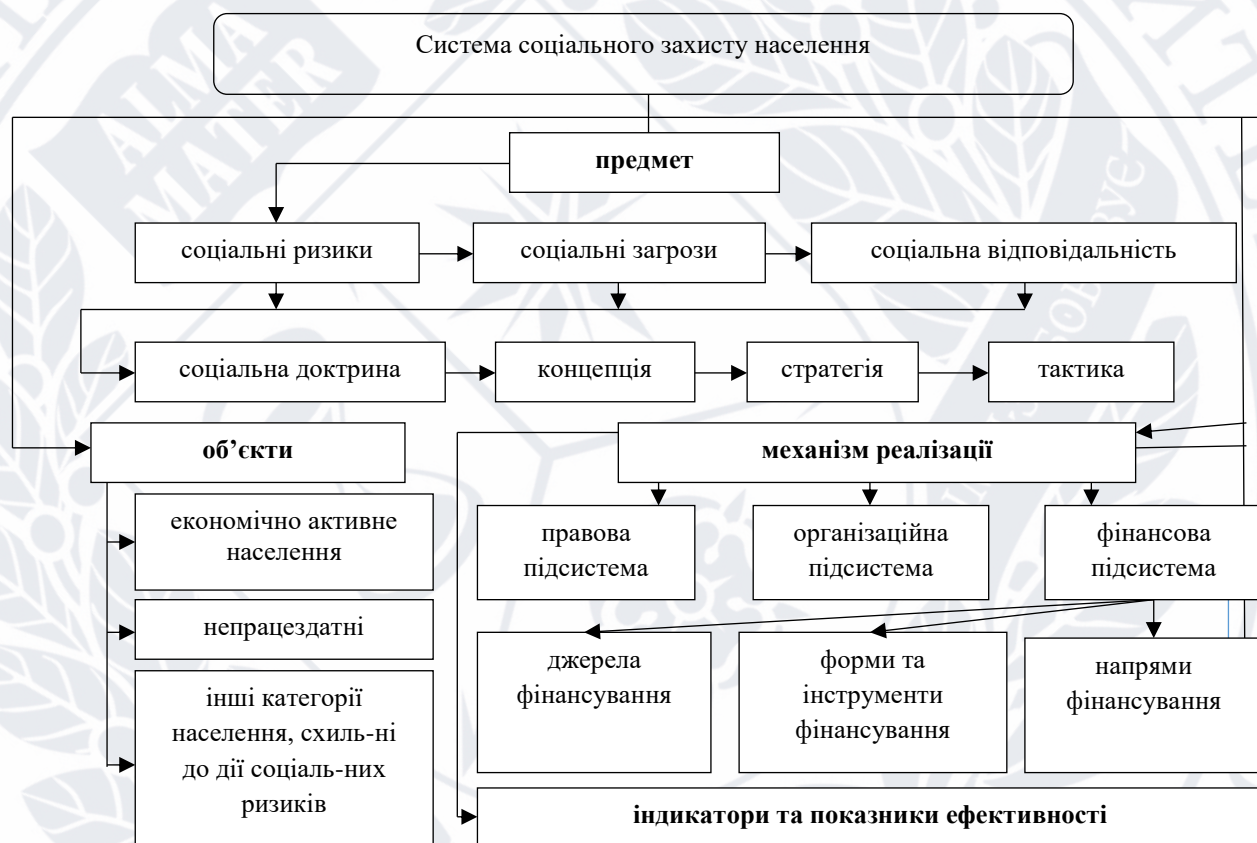 Система соціального захисту населення
предмет
соціальні ризики
соціальні загрози
соціальна відповідальність
соціальна доктрина
концепція
стратегія
тактика
об’єкти
механізм реалізації
економічно активне
населення
правова
підсистема
організаційна
підсистема
фінансова
підсистема
непрацездатні
джерела
фінансування
форми та
інструменти
фінансування
напрями
фінансування
інші категорії
населення, схиль-ні
до дії соціаль-них
ризиків
індикатори та показники ефективності
ALMA
MATER